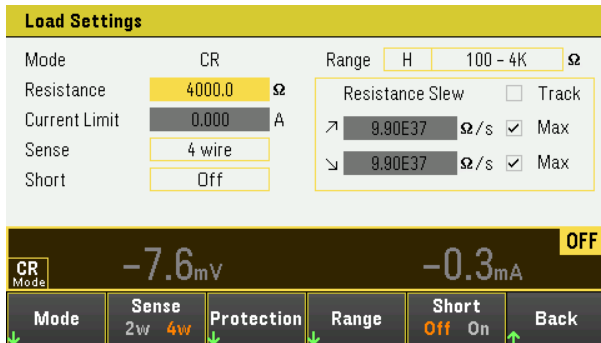 Load Settings
Mode CR Range H 100 - 4K Ω
Resistance 4000.0 Ω Resistance Slew Track
Current Limit 0.000 A 9.90E37 Ω/s Max
Sense 4 wire 9.90E37 Ω/s Max
Short Off
OFF
CR Mode -7.6mV -0.3mA
Mode Sense 2w 4w Protection Range Short Off On Back